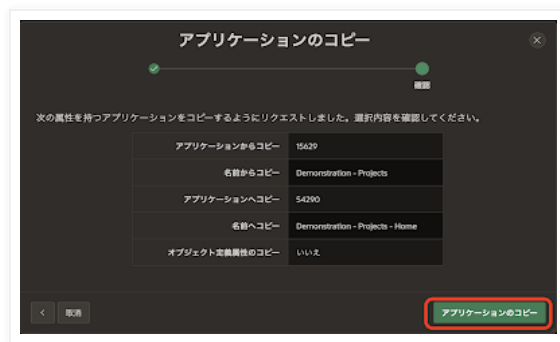 アプリケーションのコピー
確認
次の属性を持つアプリケーションをコピーするようにリクエストしました。選択内容を確認してください。
アプリケーションからコピー 15629
名前からコピー Demonstration - Projects
アプリケーションへコピー 54290
名前へコピー Demonstration - Projects - Home
オブジェクト定義属性のコピー いいえ
取消 アプリケーションのコピー